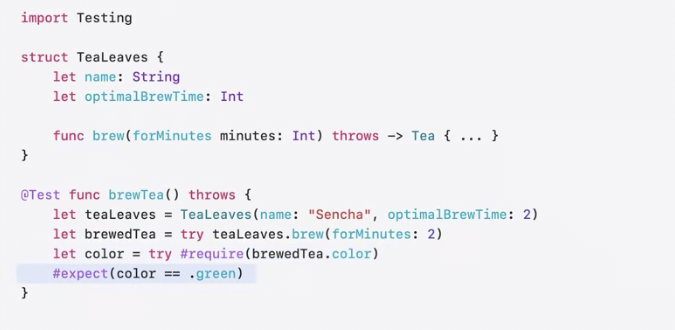 import Testing
struct TeaLeaves {
    let name: String
    let optimalBrewTime: Int
    func brew(forMinutes minutes: Int) throws -> Tea { ... }
}
@Test func brewTea() throws {
    let teaLeaves = TeaLeaves(name: "Sencha", optimalBrewTime: 2)
    let brewedTea = try teaLeaves.brew(forMinutes: 2)
    let color = try #require(brewedTea.color)
    #expect(color == .green)
}